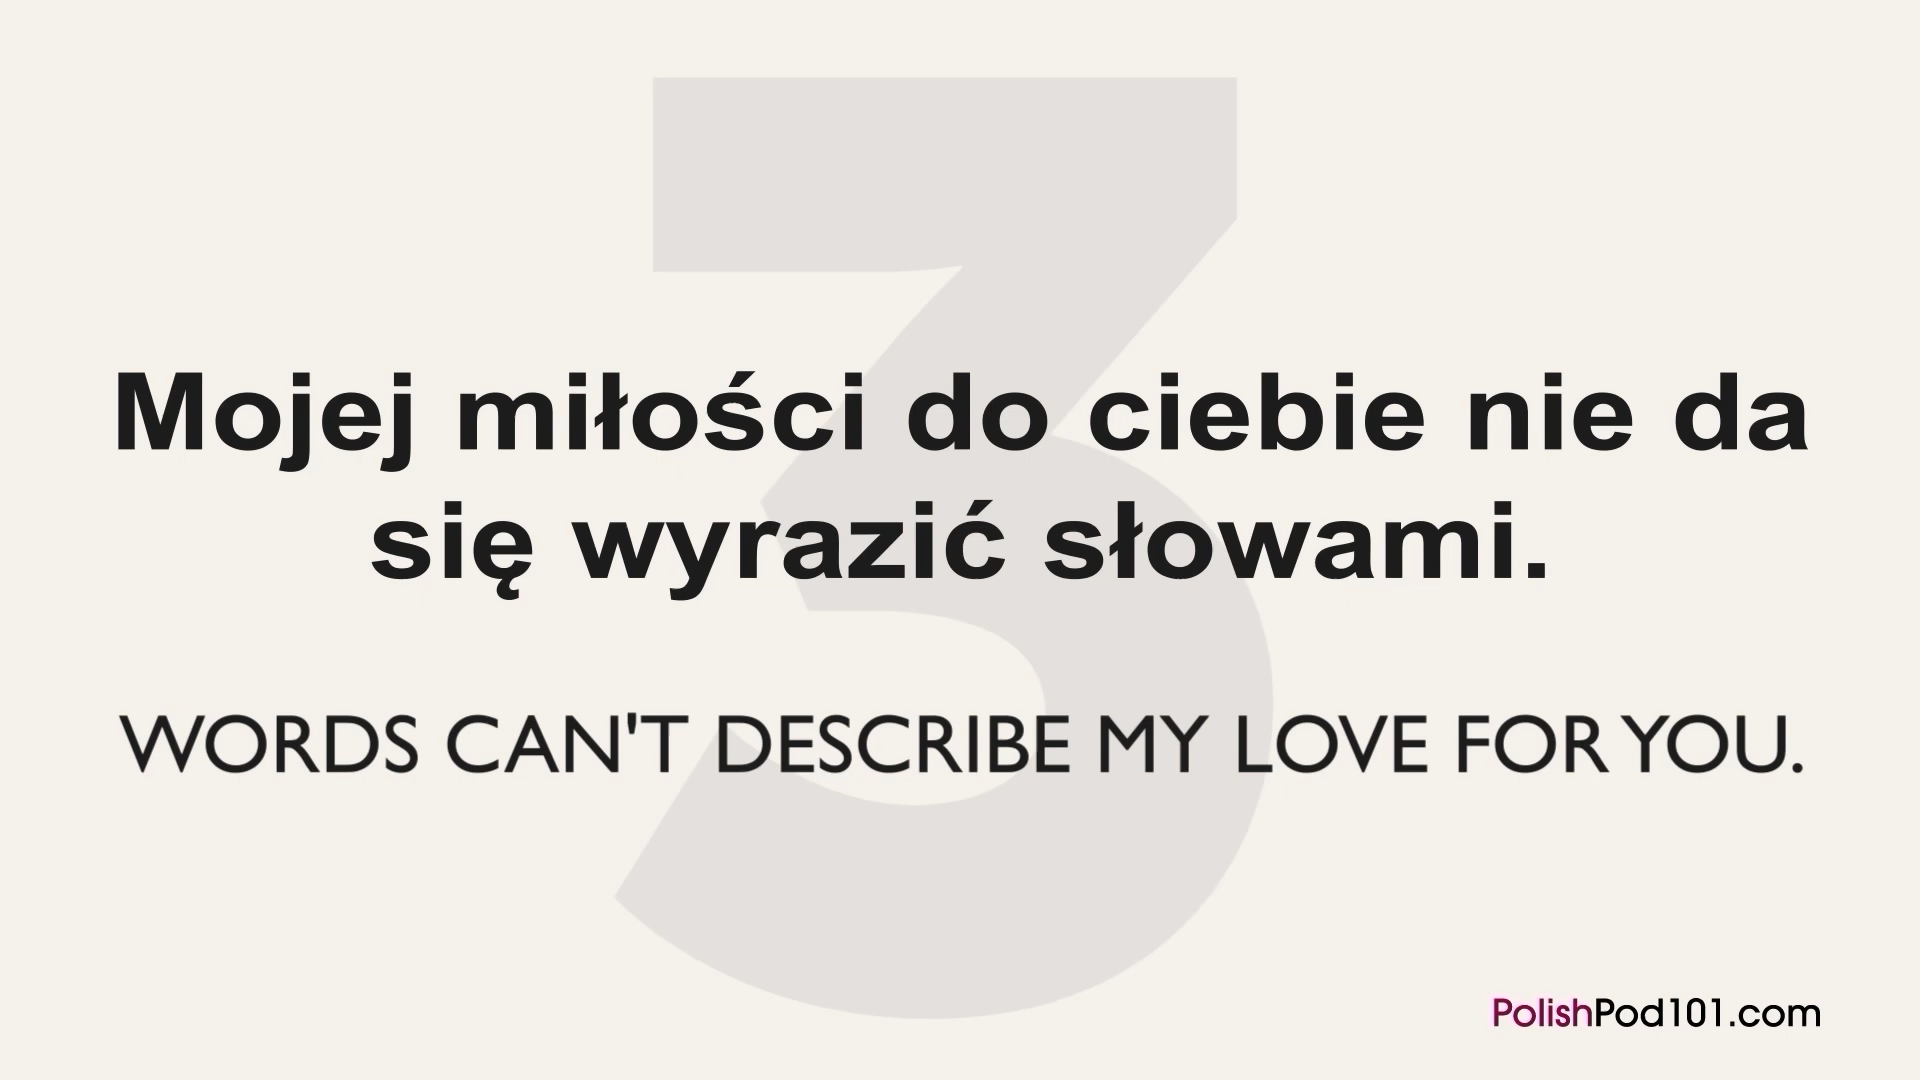 3
Mojej miłości do ciebie nie da
się wyrazić słowami.
WORDS CAN'T DESCRIBE MY LOVE FOR YOU.
PolishPod101.com